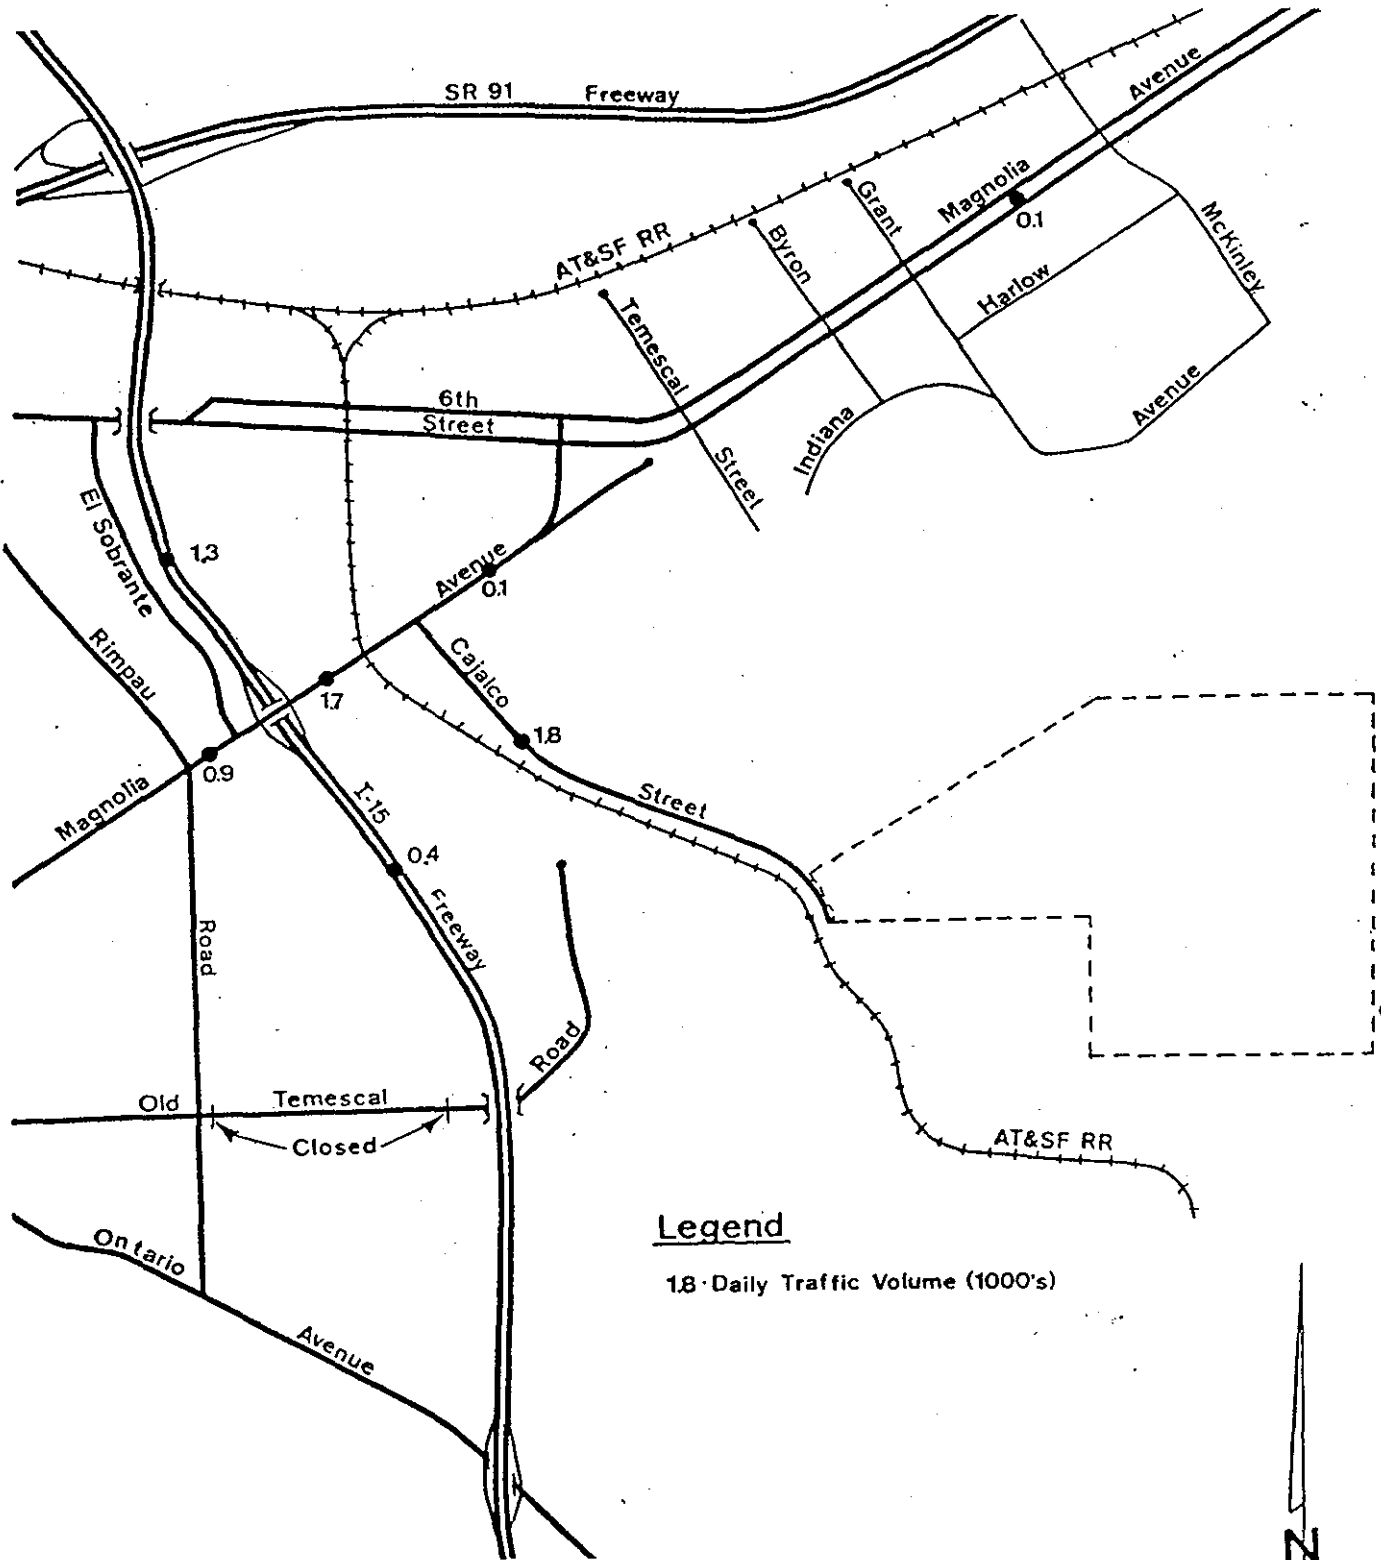 SR 91 Freeway
Avenue
Magnolia
0.1
Grant
McKinley
Byron
AT&SF RR
Harlow
Temescal
Street
6th
Street
Indiana
Avenue
El Sobrante
1.3
Avenue
0.1
Rimpau
Cajalco
1.7
1.8
0.9
Magnolia
I-15
Street
0.4
Freeway
Road
Road
Old Temescal
Closed
AT&SF RR
Ontario
Avenue
Legend
1.8 · Daily Traffic Volume (1000's)
N